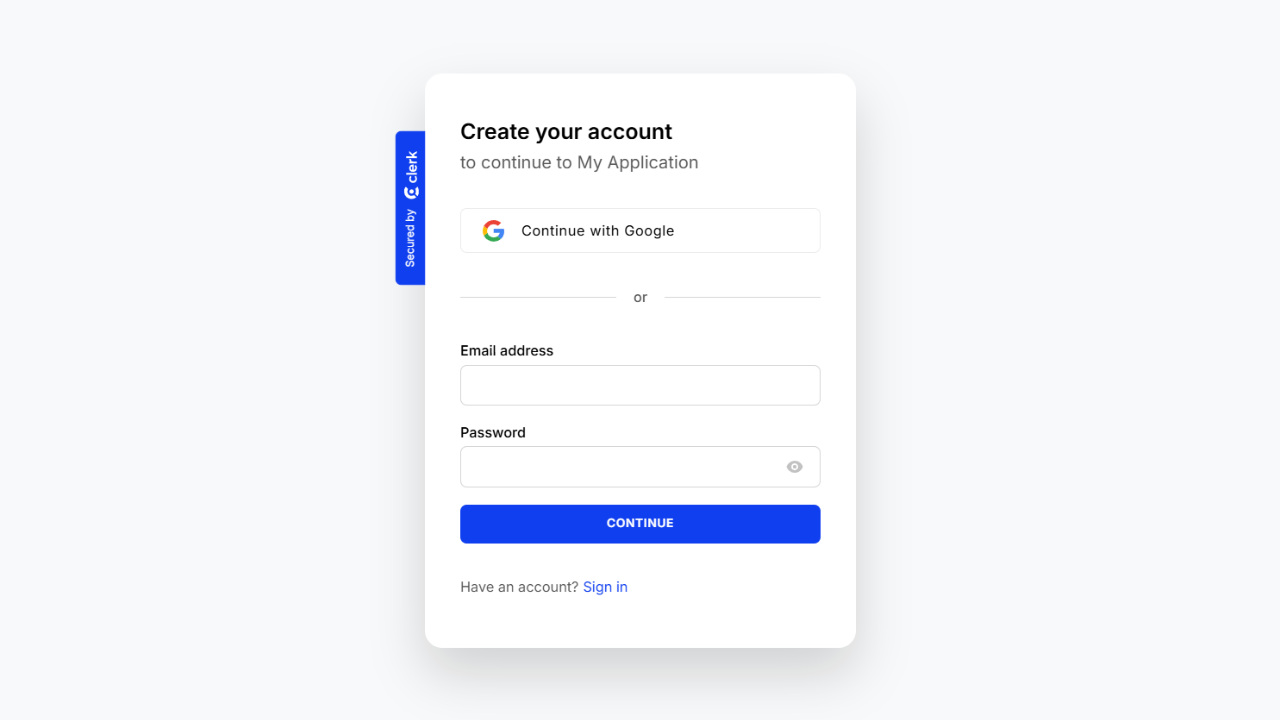 Create your account
to continue to My Application
Secured by clerk
Continue with Google
or
Email address
Password
CONTINUE
Have an account? Sign in